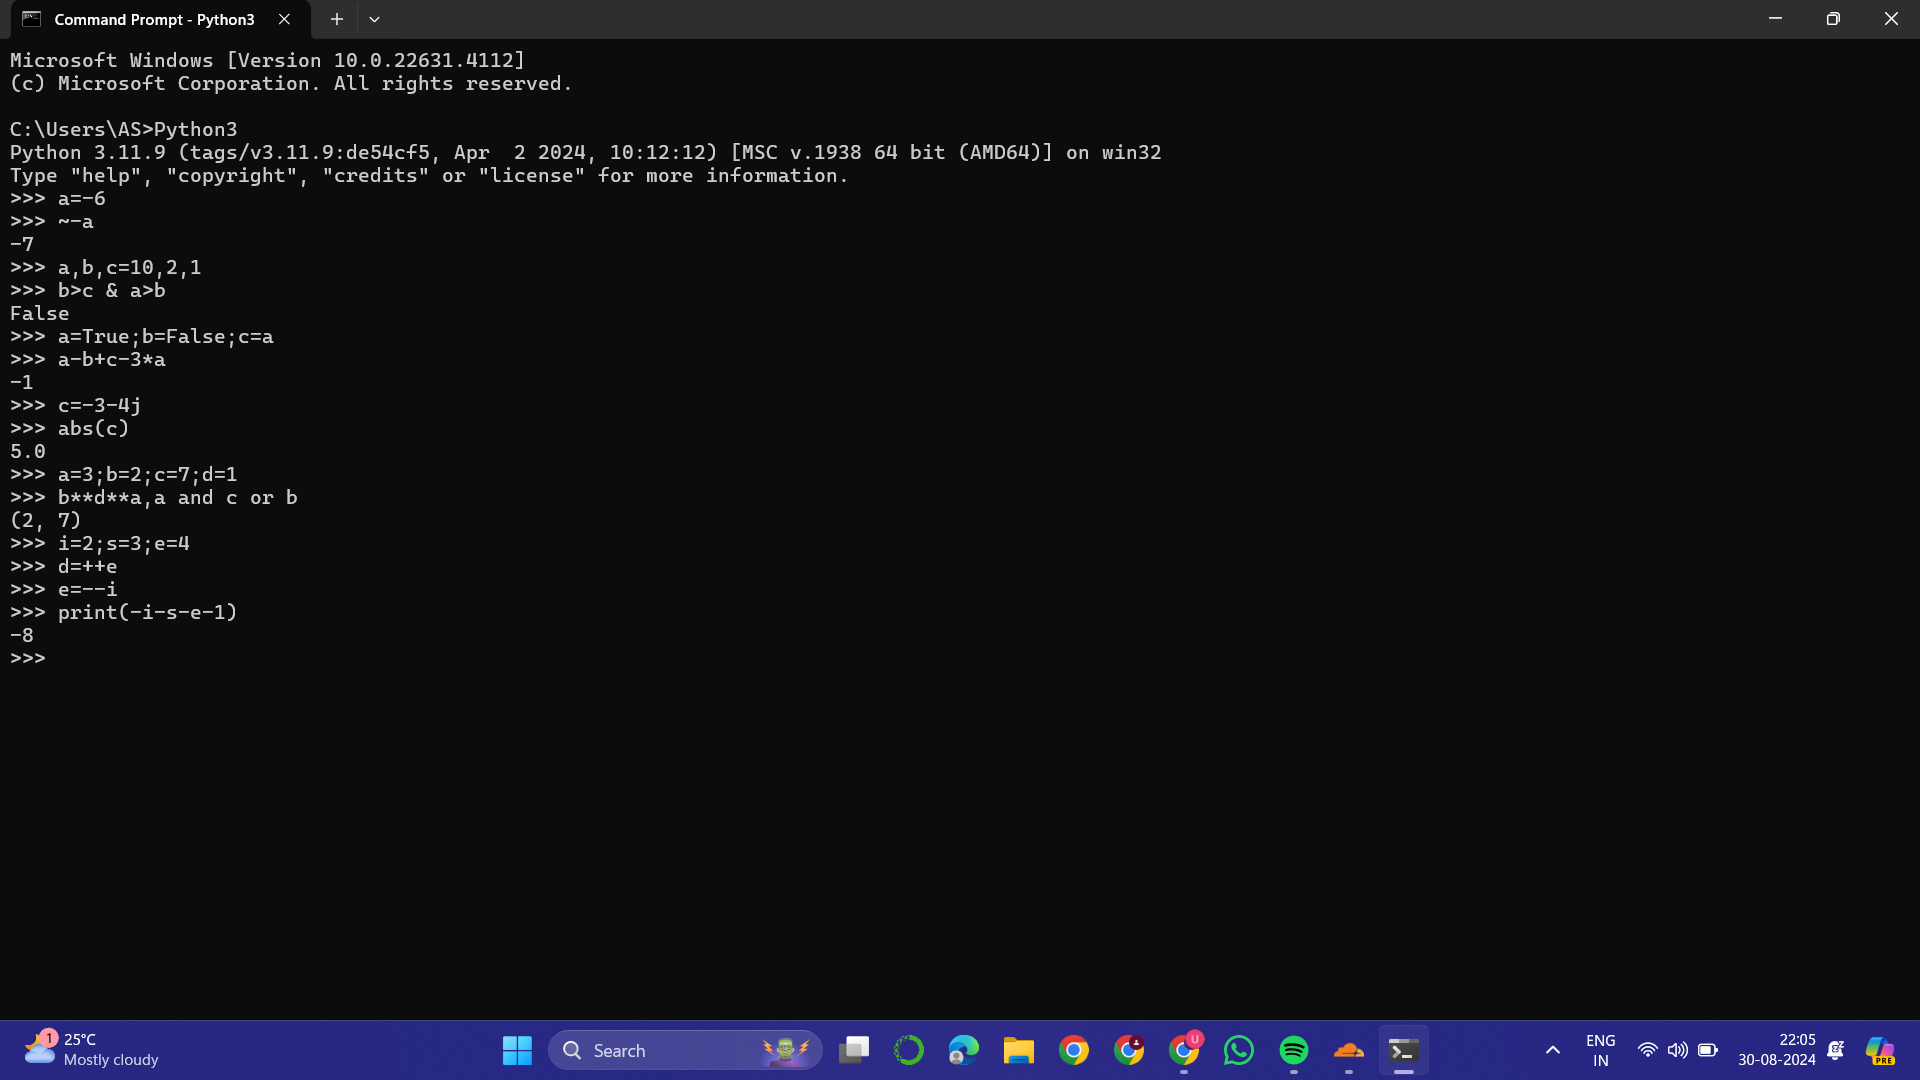 Command Prompt - Python3
Microsoft Windows [Version 10.0.22631.4112]
(c) Microsoft Corporation. All rights reserved.
C:\Users\AS>Python3
Python 3.11.9 (tags/v3.11.9:de54cf5, Apr  2 2024, 10:12:12) [MSC v.1938 64 bit (AMD64)] on win32
Type "help", "copyright", "credits" or "license" for more information.
>>> a=-6
>>> ~-a
-7
>>> a,b,c=10,2,1
>>> b>c & a>b
False
>>> a=True;b=False;c=a
>>> a-b+c-3*a
-1
>>> c=-3-4j
>>> abs(c)
5.0
>>> a=3;b=2;c=7;d=1
>>> b**d**a,a and c or b
(2, 7)
>>> i=2;s=3;e=4
>>> d=++e
>>> e=--i
>>> print(-i-s-e-1)
-8
>>>
1
25°C
Mostly cloudy
Search
U
ENG
IN
22:05
30-08-2024
PRE